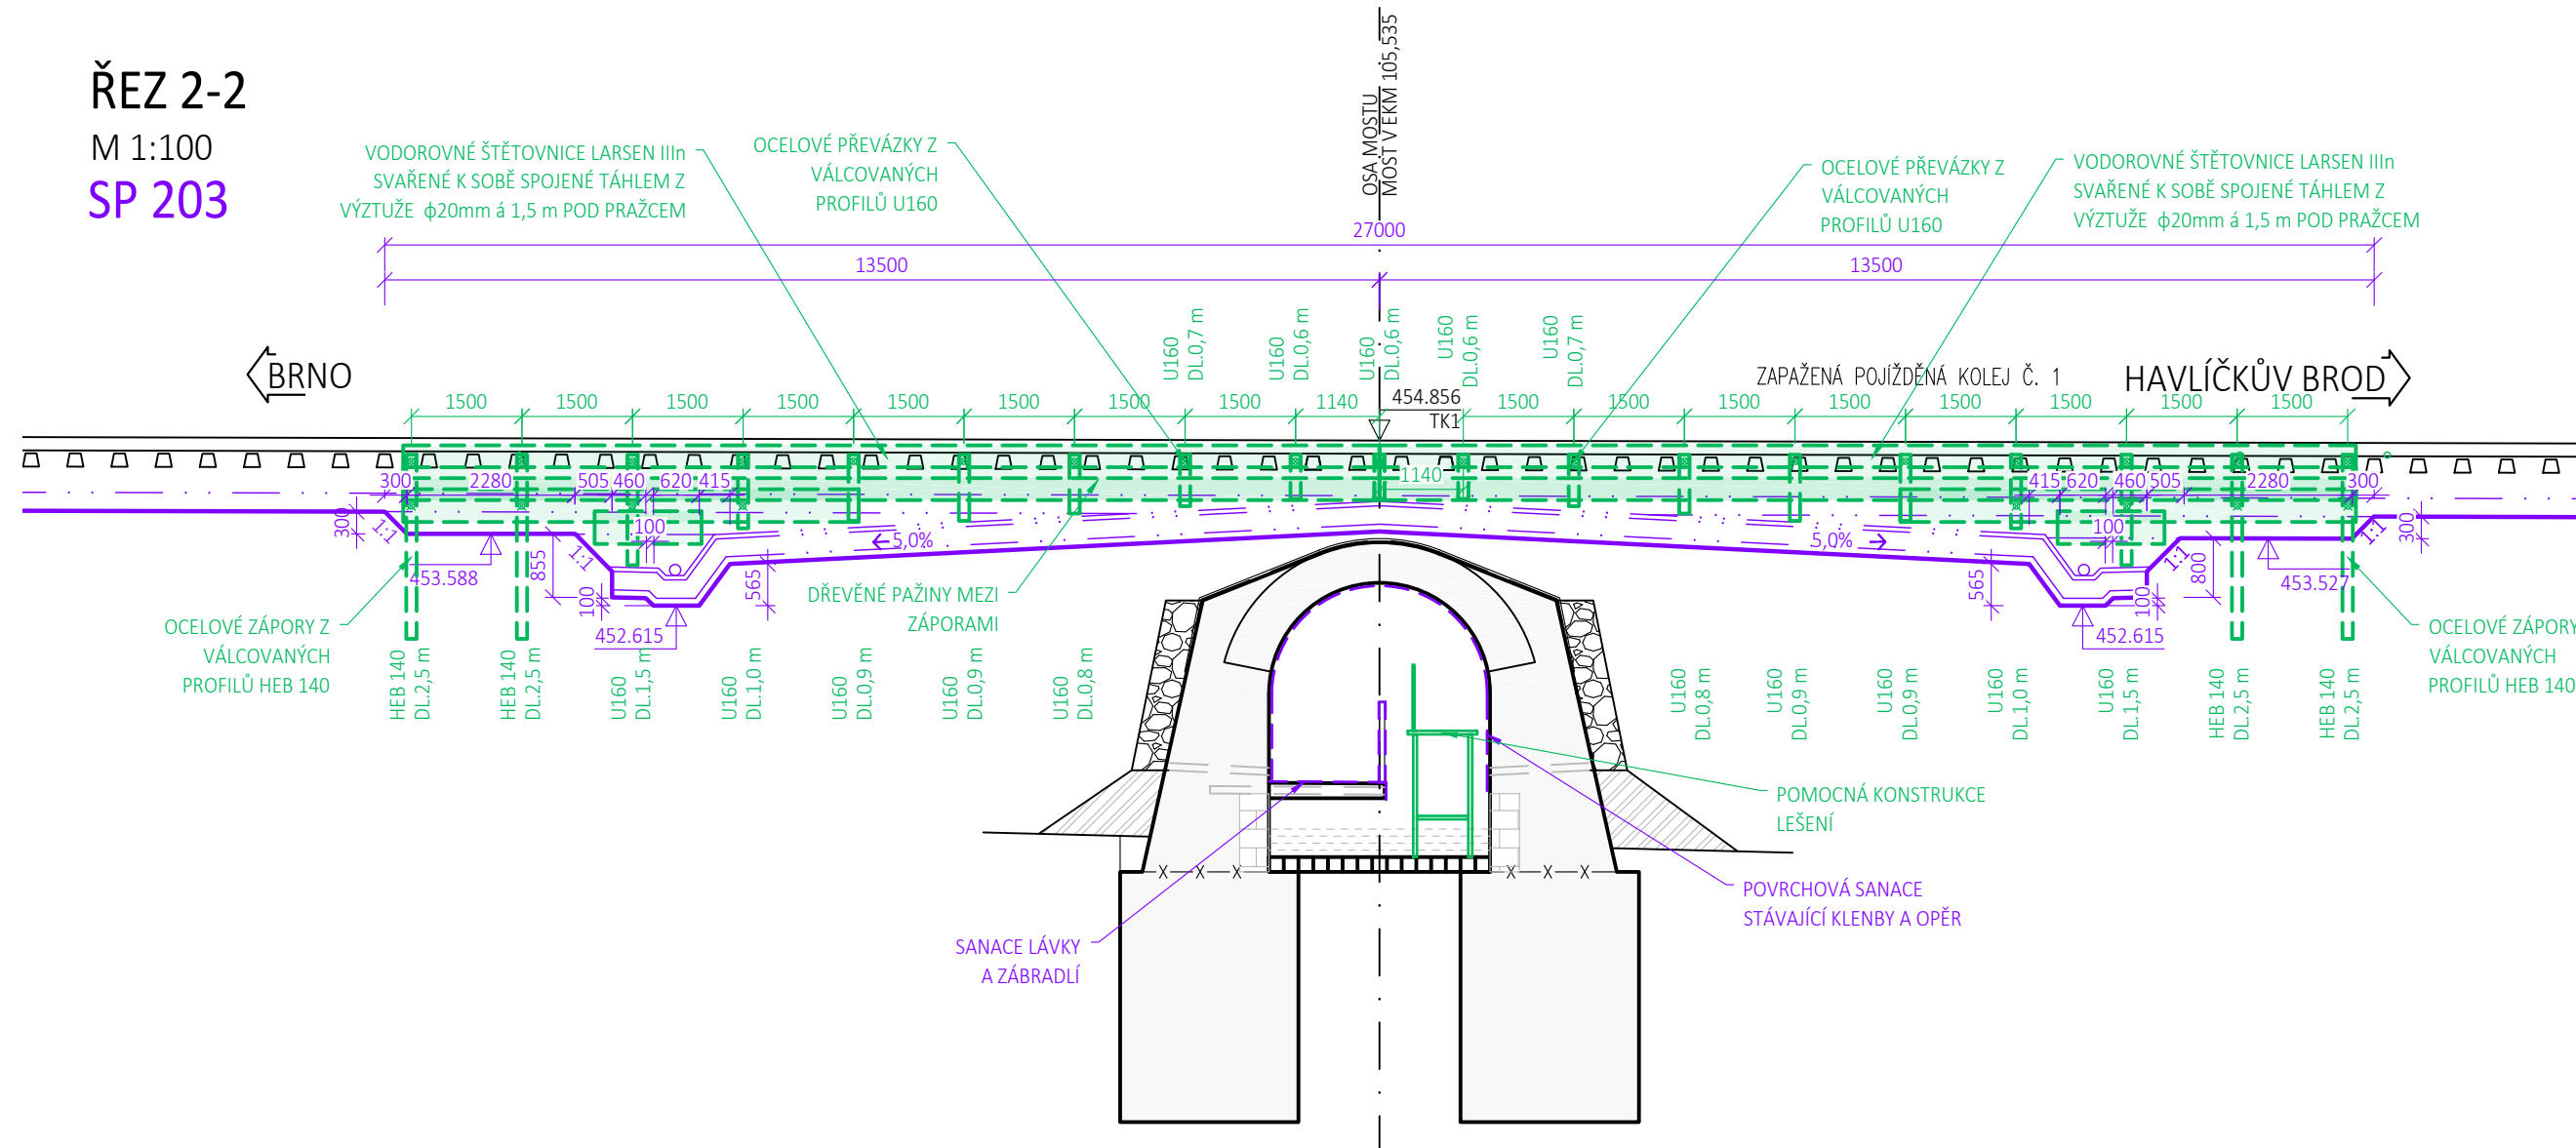 ŘEZ 2-2
M 1:100
SP 203
VODOROVNÉ ŠTĚTOVNICE LARSEN IIIn
SVAŘENÉ K SOBĚ SPOJENÉ TÁHLEM Z
VÝZTUŽE ϕ20mm á 1,5 m POD PRAŽCEM
OCELOVÉ PŘEVÁZKY Z
VÁLCOVANÝCH
PROFILŮ U160
OSA MOSTU
MOST V EKM 105,535
OCELOVÉ PŘEVÁZKY Z
VÁLCOVANÝCH
PROFILŮ U160
VODOROVNÉ ŠTĚTOVNICE LARSEN IIIn
SVAŘENÉ K SOBĚ SPOJENÉ TÁHLEM Z
VÝZTUŽE ϕ20mm á 1,5 m POD PRAŽCEM
27000
13500
13500
U160
DL.0,7 m
U160
DL.0,6 m
U160
DL.0,6 m
U160
DL.0,6 m
U160
DL.0,7 m
BRNO
ZAPAŽENÁ POJÍŽDĚNÁ KOLEJ Č. 1
HAVLÍČKŮV BROD
1500
1500
1500
1500
1500
1500
1500
1500
1140
454.856
TK1
1500
1500
1500
1500
1500
1500
1500
1500
1140
300
2280
505
460
620
415
415
620
460
505
2280
300
300
1:1
453.588
855
1:1
100
100
452.615
565
5,0%
5,0%
565
100
100
452.615
1:1
800
453.527
1:1
300
DŘEVĚNÉ PAŽINY MEZI
ZÁPORAMI
OCELOVÉ ZÁPORY Z
VÁLCOVANÝCH
PROFILŮ HEB 140
OCELOVÉ ZÁPORY
VÁLCOVANÝCH
PROFILŮ HEB 140
HEB 140
DL.2,5 m
HEB 140
DL.2,5 m
U160
DL.1,5 m
U160
DL.1,0 m
U160
DL.0,9 m
U160
DL.0,9 m
U160
DL.0,8 m
U160
DL.0,8 m
U160
DL.0,9 m
U160
DL.0,9 m
U160
DL.1,0 m
U160
DL.1,5 m
HEB 140
DL.2,5 m
HEB 140
DL.2,5 m
POMOCNÁ KONSTRUKCE
LEŠENÍ
POVRCHOVÁ SANACE
STÁVAJÍCÍ KLENBY A OPĚR
SANACE LÁVKY
A ZÁBRADLÍ